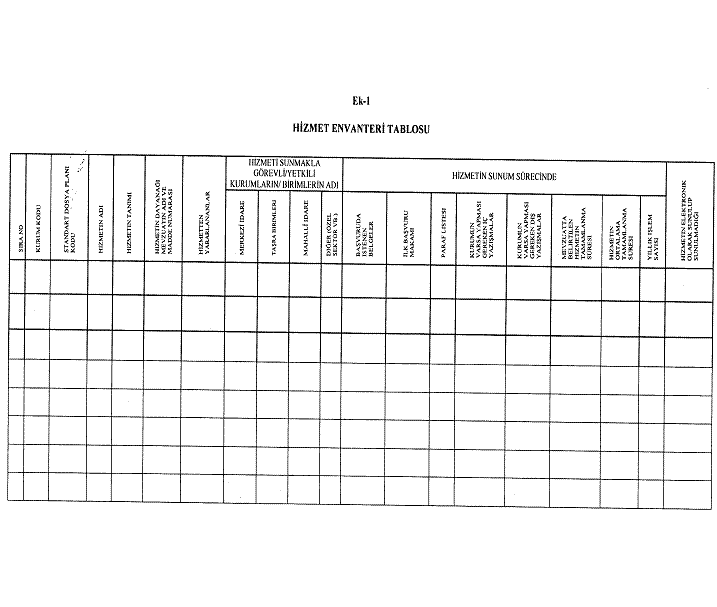 Ek-1
HİZMET ENVANTERİ TABLOSU
SIRA NO
KURUM KODU
STANDART DOSYA PLANI
KODU
HİZMET ADI
HİZMETİN TANIMI
HİZMETİN DAYANAĞI
MEVZUATIN ADI VE
MADDE NUMARASI
HİZMETTEN
YARARLANANLAR
HİZMETİ SUNMAKLA
GÖREVLİ/YETKİLİ
KURUMLARIN/ BİRİMLERİN ADI
MERKEZİ İDARE
TAŞRA BİRİMLERİ
MAHALLİ İDARE
DİĞER (ÖZEL
SEKTÖR VB.)
HİZMETİN SUNUM SÜRECİNDE
BAŞVURUDA
İSTENEN
BELGELER
İLK BAŞVURU
MAKAMI
PARAF LİSTESİ
KURUMUN
VARSA YAPMASI
GEREKEN İÇ
YAZIŞMALAR
KURUMUN
VARSA YAPMASI
GEREKEN DIŞ
YAZIŞMALAR
MEVZUATTA
BELİRTİLEN
HİZMETİN
TAMAMLANMA
SÜRESİ
HİZMETİN
ORTALAMA
TAMAMLANMA
SÜRESİ
YILLIK İŞLEM
SAYISI
HİZMETİN ELEKTRONİK
OLARAK SUNULUP
SUNULMADIĞI